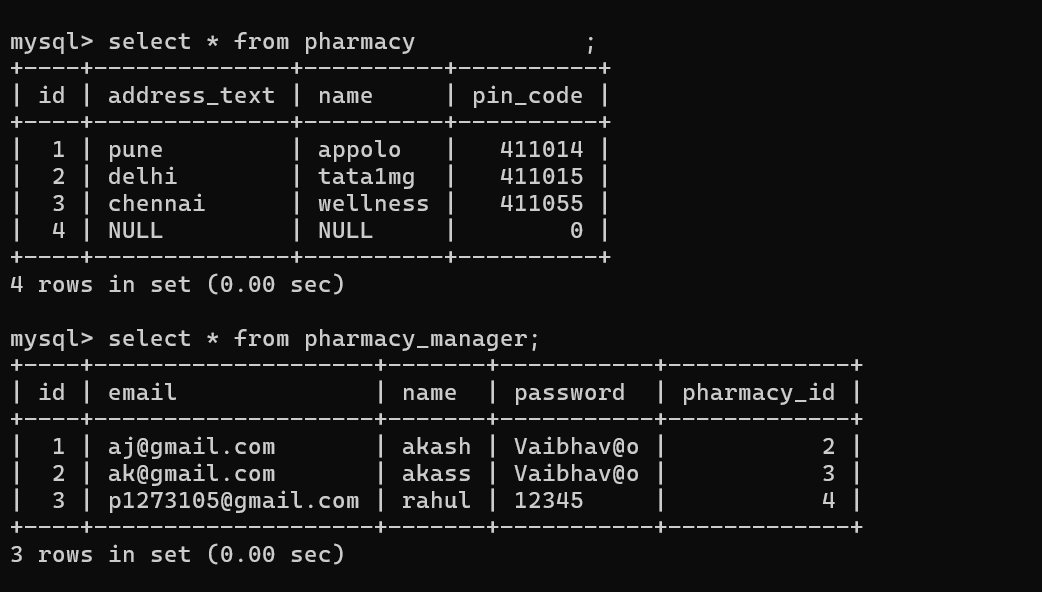 mysql> select * from pharmacy            ;
+----+--------------+----------+----------+
| id | address_text | name     | pin_code |
+----+--------------+----------+----------+
|  1 | pune         | appolo   |   411014 |
|  2 | delhi        | tata1mg  |   411015 |
|  3 | chennai      | wellness |   411055 |
|  4 | NULL         | NULL     |        0 |
+----+--------------+----------+----------+
4 rows in set (0.00 sec)

mysql> select * from pharmacy_manager;
+----+--------------------+-------+-----------+-------------+
| id | email             | name  | password  | pharmacy_id |
+----+--------------------+-------+-----------+-------------+
|  1 | aj@gmail.com      | akash | Vaibhav@o |           2 |
|  2 | ak@gmail.com      | akass | Vaibhav@o |           3 |
|  3 | p1273105@gmail.com | rahul | 12345     |           4 |
+----+--------------------+-------+-----------+-------------+
3 rows in set (0.00 sec)